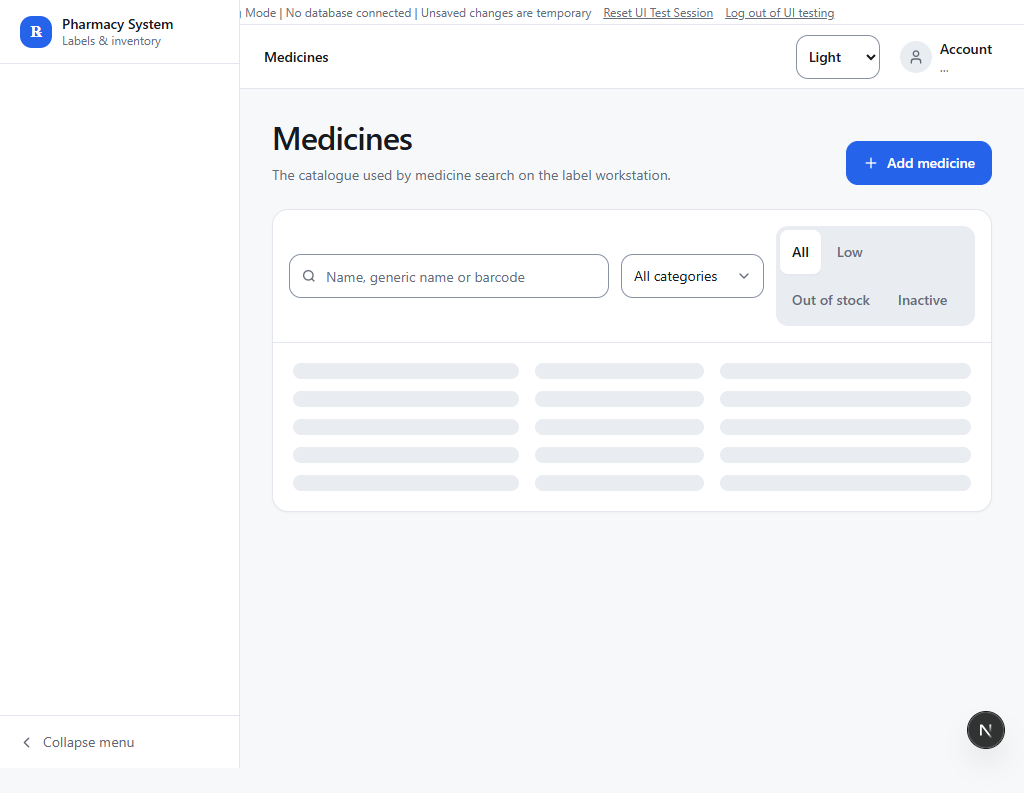 ℞ Pharmacy System
Labels & inventory
Mode | No database connected | Unsaved changes are temporary Reset UI Test Session Log out of UI testing
Medicines
Light
Account
...
Medicines
The catalogue used by medicine search on the label workstation.
Add medicine
Name, generic name or barcode
All categories
All Low
Out of stock Inactive
Collapse menu
N